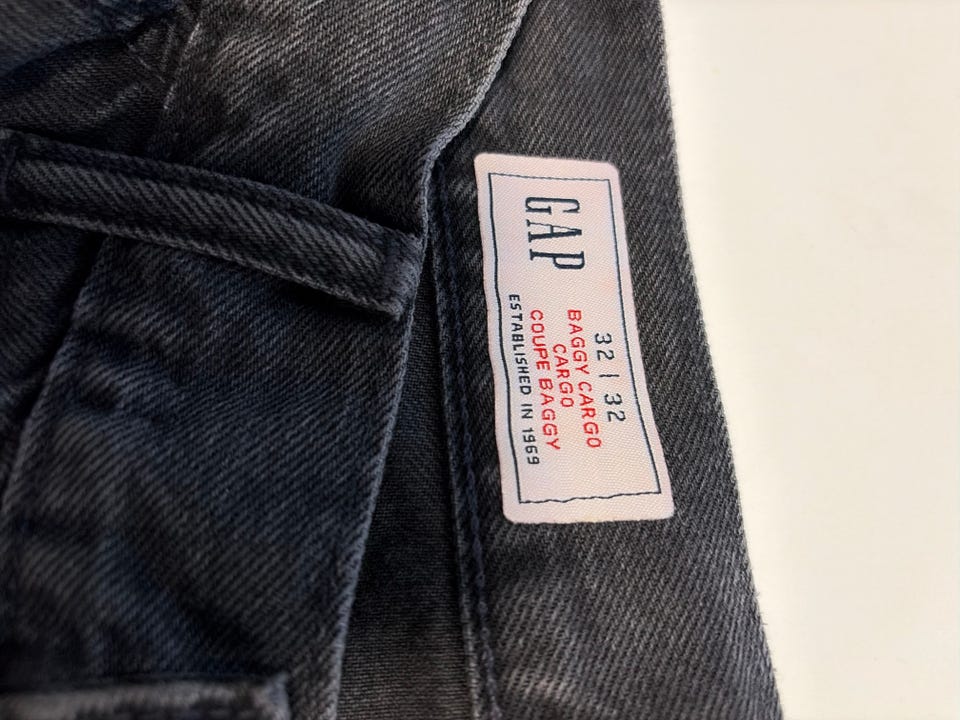 GAP
32 | 32
BAGGY CARGO
CARGO
COUPE BAGGY
ESTABLISHED IN 1969